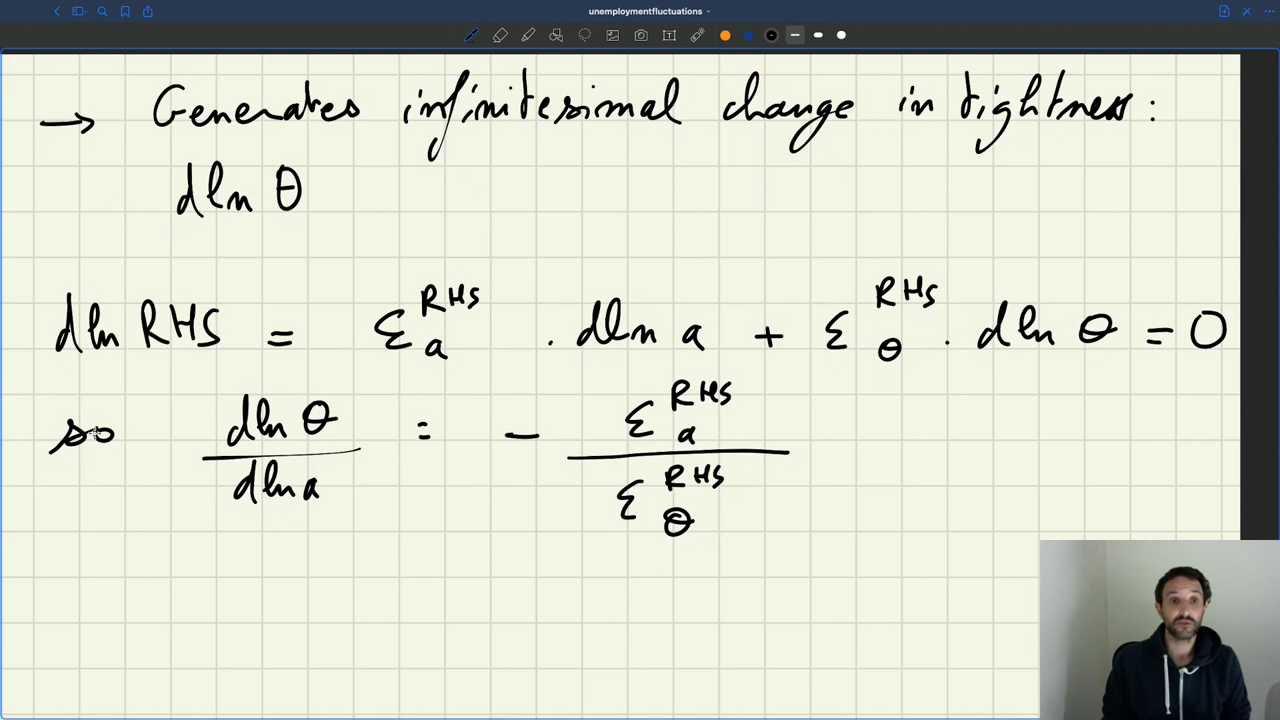 unemploymentfluctuations
→ Generates infinitesimal change in tightness:
dln θ
dln RHS = ε_a^RHS . dln a + ε_θ^RHS . dln θ = 0
so dln θ / dln a = - ε_a^RHS / ε_θ^RHS